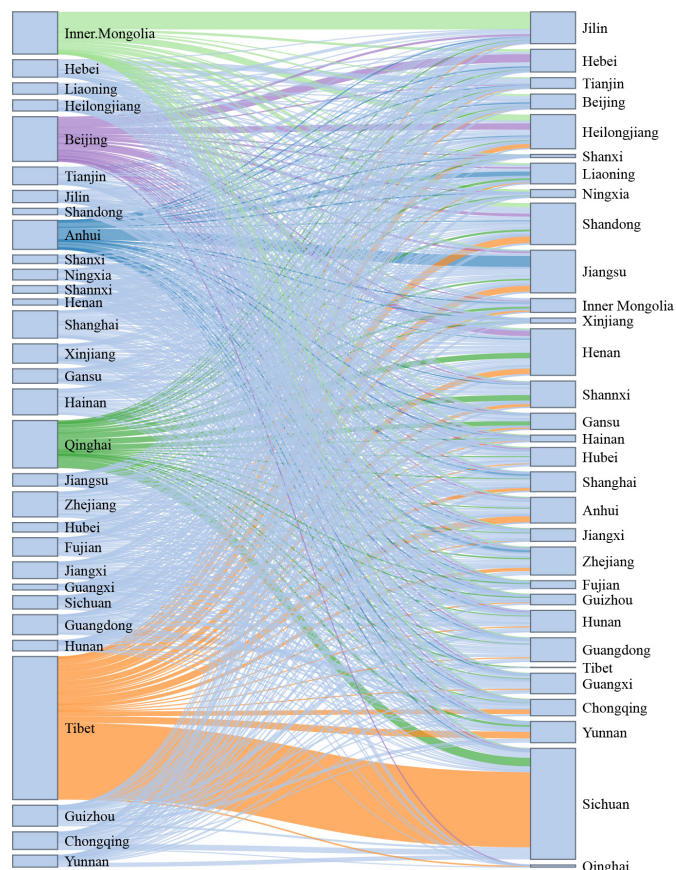 Inner.Mongolia
Hebei
Liaoning
Heilongjiang
Beijing
Tianjin
Jilin
Shandong
Anhui
Shanxi
Ningxia
Shannxi
Henan
Shanghai
Xinjiang
Gansu
Hainan
Qinghai
Jiangsu
Zhejiang
Hubei
Fujian
Jiangxi
Guangxi
Sichuan
Guangdong
Hunan
Tibet
Guizhou
Chongqing
Yunnan
Jilin
Hebei
Tianjin
Beijing
Heilongjiang
Shanxi
Liaoning
Ningxia
Shandong
Jiangsu
Inner Mongolia
Xinjiang
Henan
Shannxi
Gansu
Hainan
Hubei
Shanghai
Anhui
Jiangxi
Zhejiang
Fujian
Guizhou
Hunan
Guangdong
Tibet
Guangxi
Chongqing
Yunnan
Sichuan
Qinghai